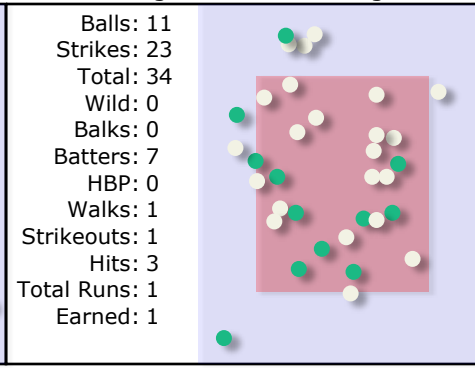 Balls: 11
Strikes: 23
Total: 34
Wild: 0
Balks: 0
Batters: 7
HBP: 0
Walks: 1
Strikeouts: 1
Hits: 3
Total Runs: 1
Earned: 1